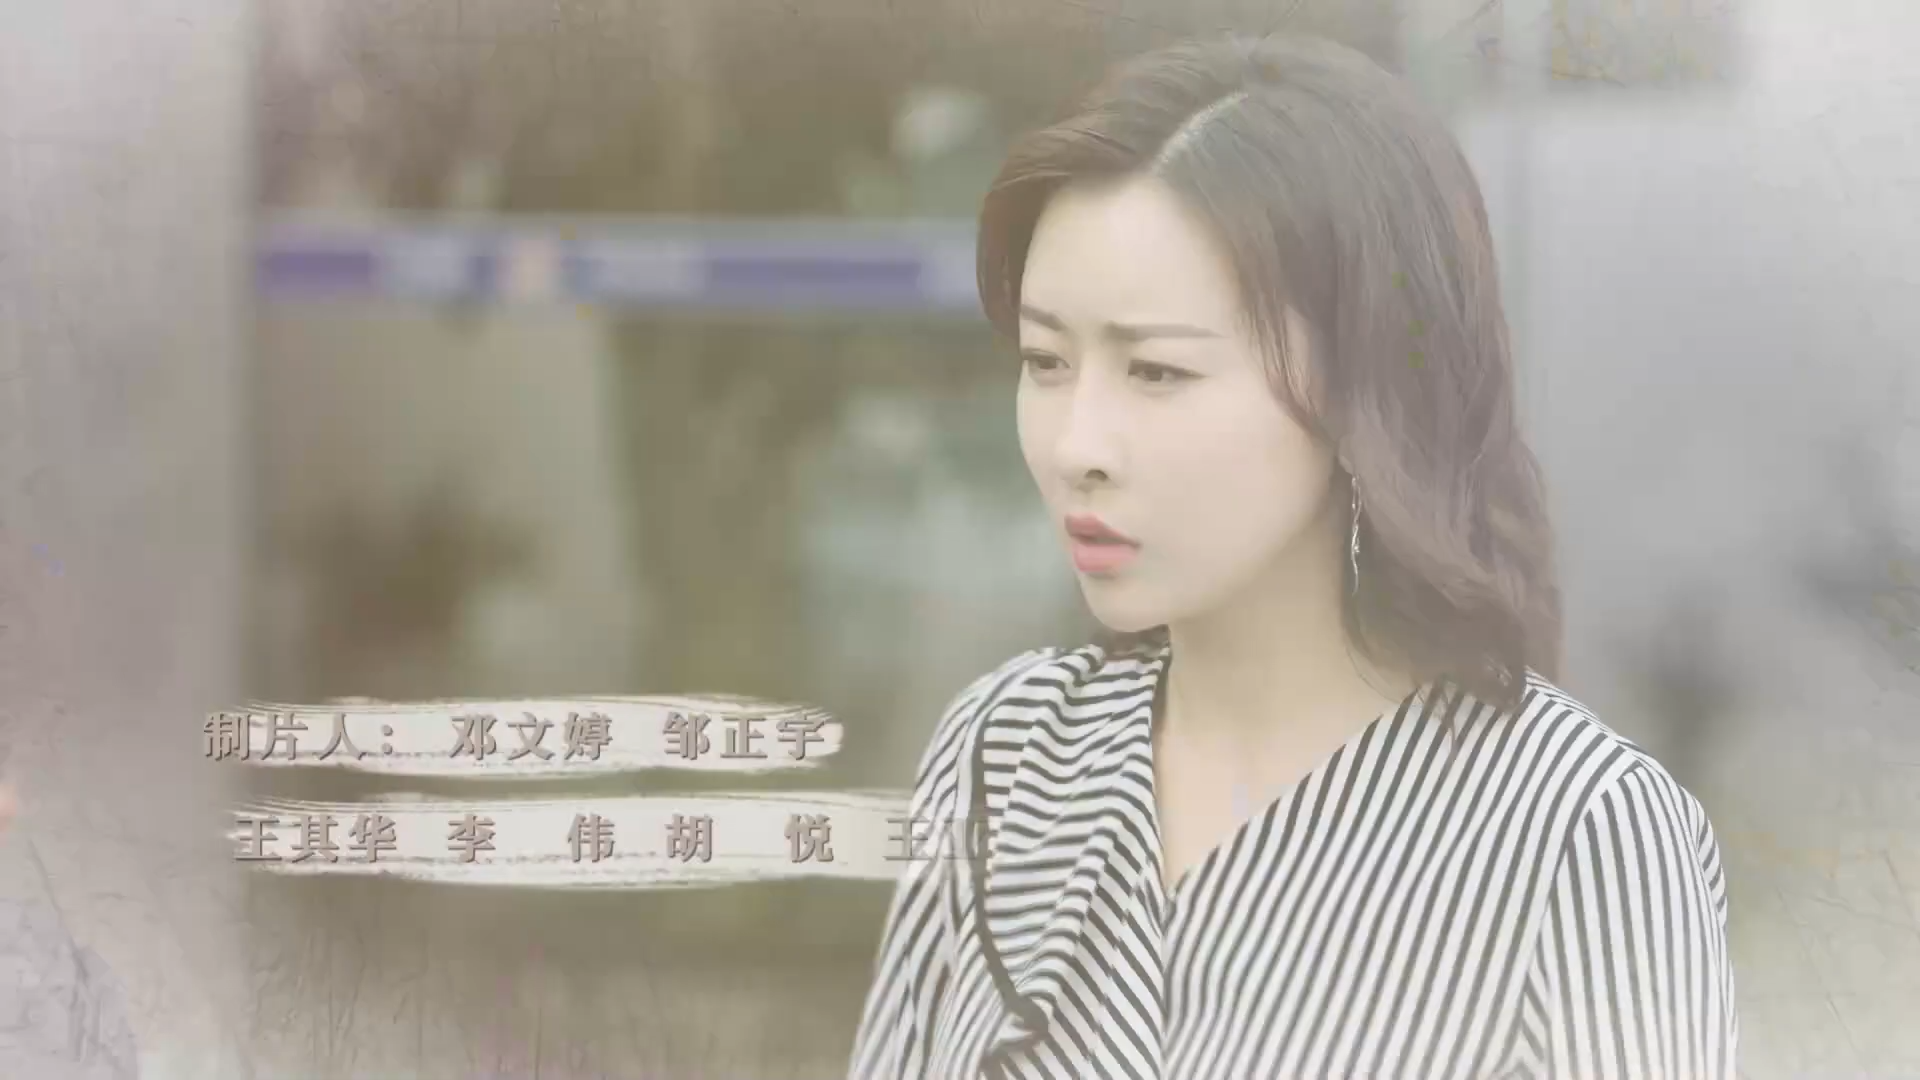 制片人： 邓文婷 邹正宇
王其华 李 伟 胡 悦